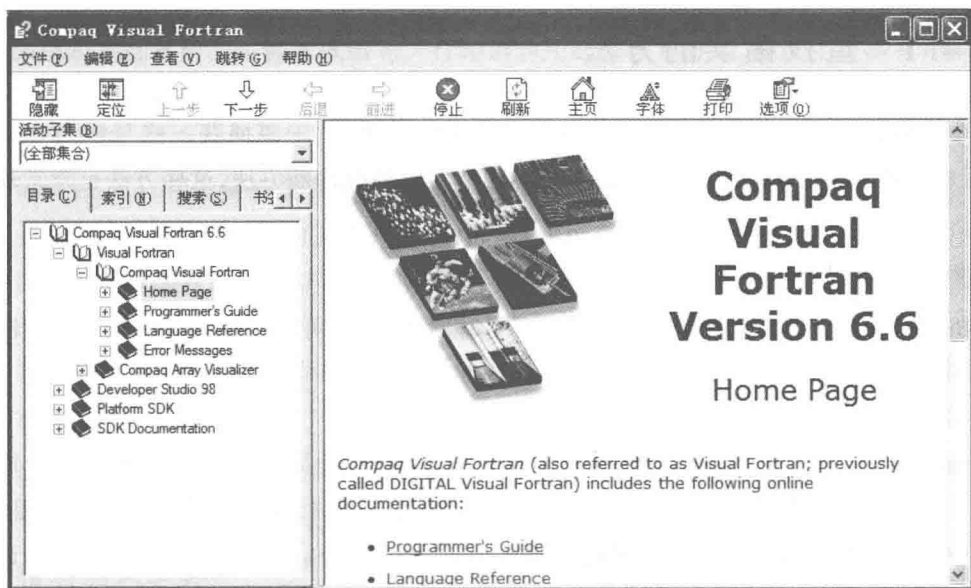 Compaq Visual Fortran
文件(F) 编辑(E) 查看(V) 跳转(G) 帮助(H)
隐藏 定位 上一步 下一步 后退 前进 停止 刷新 主页 字体 打印 选项(O)
活动子集(B)
(全部集合)
目录(C) 索引(N) 搜索(S)
Compaq Visual Fortran 6.6
Visual Fortran
Compaq Visual Fortran
Home Page
Programmer's Guide
Language Reference
Error Messages
Compaq Array Visualizer
Developer Studio 98
Platform SDK
SDK Documentation
Compaq
Visual
Fortran
Version 6.6
Home Page
Compaq Visual Fortran (also referred to as Visual Fortran; previously
called DIGITAL Visual Fortran) includes the following online
documentation:
• Programmer's Guide
• Language Reference